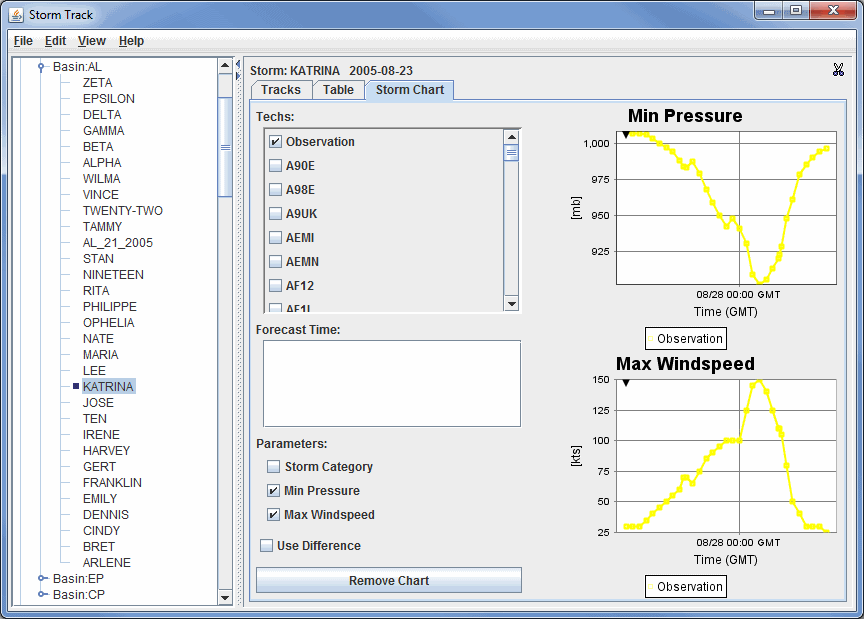 Storm Track
File Edit View Help
Basin:AL
ZETA
EPSILON
DELTA
GAMMA
BETA
ALPHA
WILMA
VINCE
TWENTY-TWO
TAMMY
AL_21_2005
STAN
NINETEEN
RITA
PHILIPPE
OPHELIA
NATE
MARIA
LEE
KATRINA
JOSE
TEN
IRENE
HARVEY
GERT
FRANKLIN
EMILY
DENNIS
CINDY
BRET
ARLENE
Basin:EP
Basin:CP
Storm: KATRINA 2005-08-23
Tracks Table Storm Chart
Techs:
Observation
A90E
A98E
A9UK
AEMI
AEMN
AF12
AF1L
Forecast Time:
Parameters:
Storm Category
Min Pressure
Max Windspeed
Use Difference
Remove Chart
Min Pressure
1,000
975
950
925
[mb]
08/28 00:00 GMT
Time (GMT)
Observation
Max Windspeed
150
125
100
75
50
25
[kts]
08/28 00:00 GMT
Time (GMT)
Observation